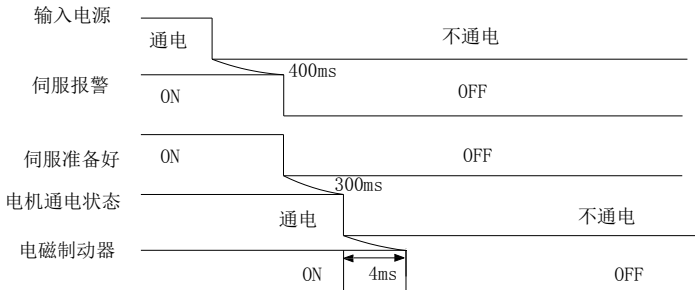 输入电源
通电
不通电
400ms
伺服报警
ON
OFF
伺服准备好
ON
OFF
300ms
电机通电状态
通电
不通电
电磁制动器
ON
4ms
OFF